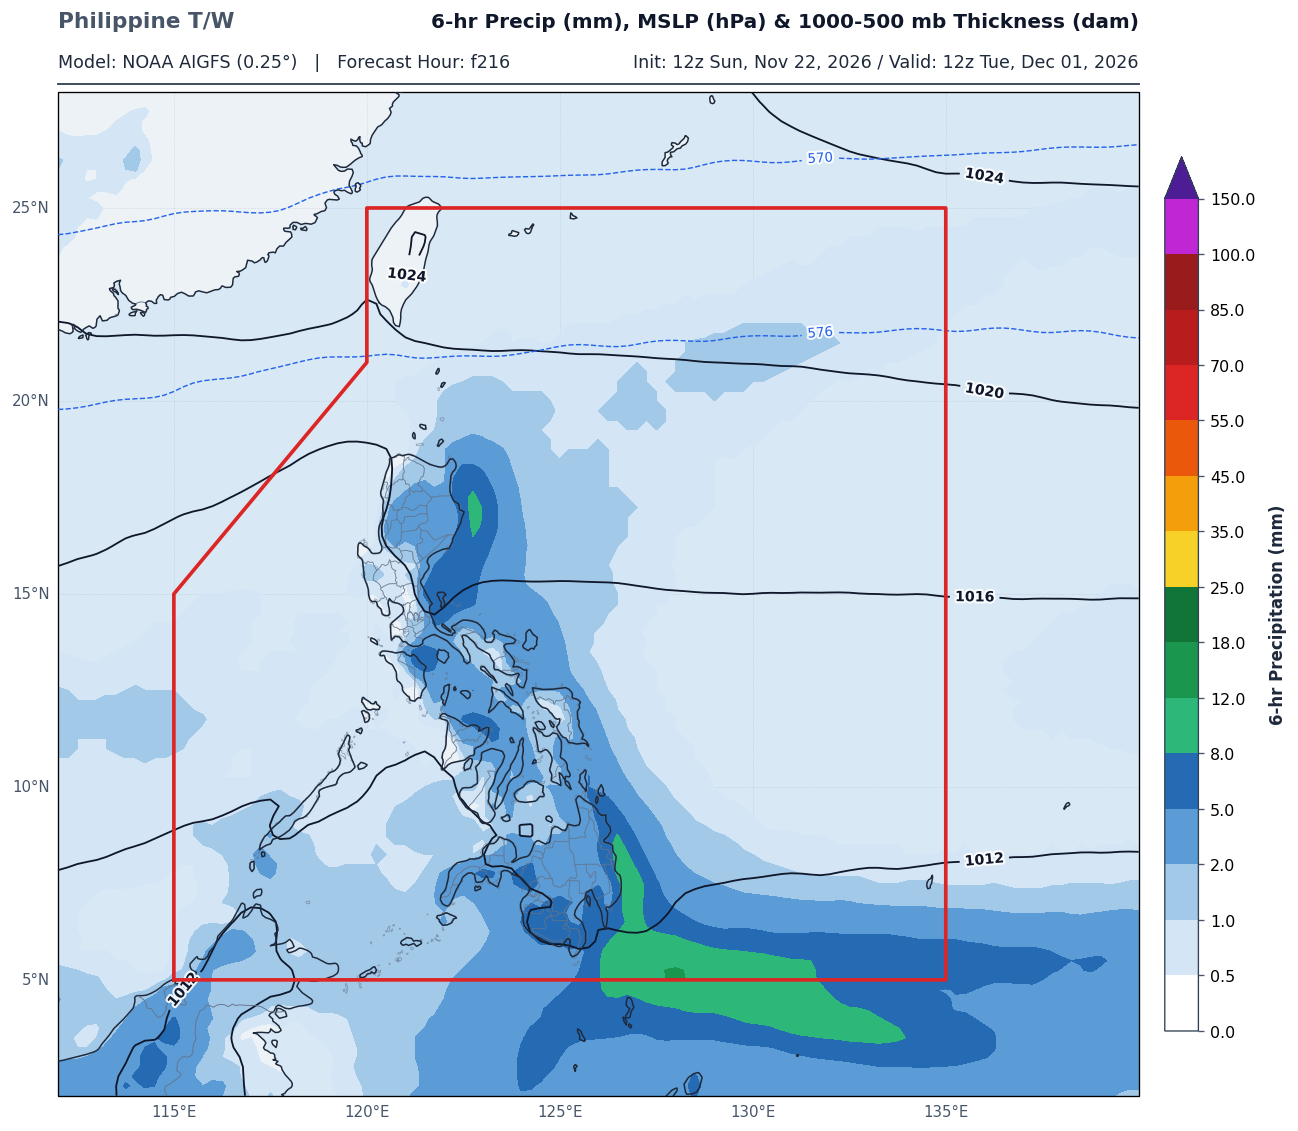 Philippine T/W
6-hr Precip (mm), MSLP (hPa) & 1000-500 mb Thickness (dam)
Model: NOAA AIGFS (0.25°) | Forecast Hour: f216
Init: 12z Sun, Nov 22, 2026 / Valid: 12z Tue, Dec 01, 2026
570
1024
25°N
1024
576
20°N
1020
15°N
1016
10°N
1012
5°N
1012
115°E
120°E
125°E
130°E
135°E
150.0
100.0
85.0
70.0
55.0
45.0
35.0
25.0
18.0
12.0
8.0
5.0
2.0
1.0
0.5
0.0
6-hr Precipitation (mm)